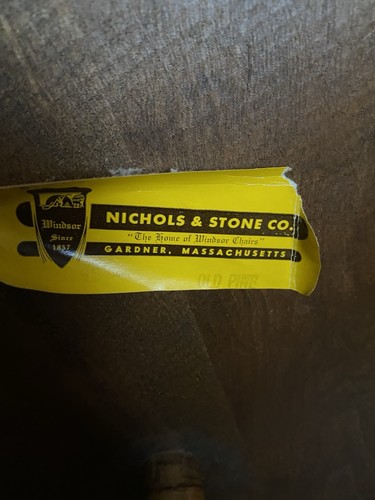 Windsor
Since
1857
NICHOLS & STONE CO.
"The Home of Windsor Chairs"
GARDNER, MASSACHUSETTS
OLD PINE